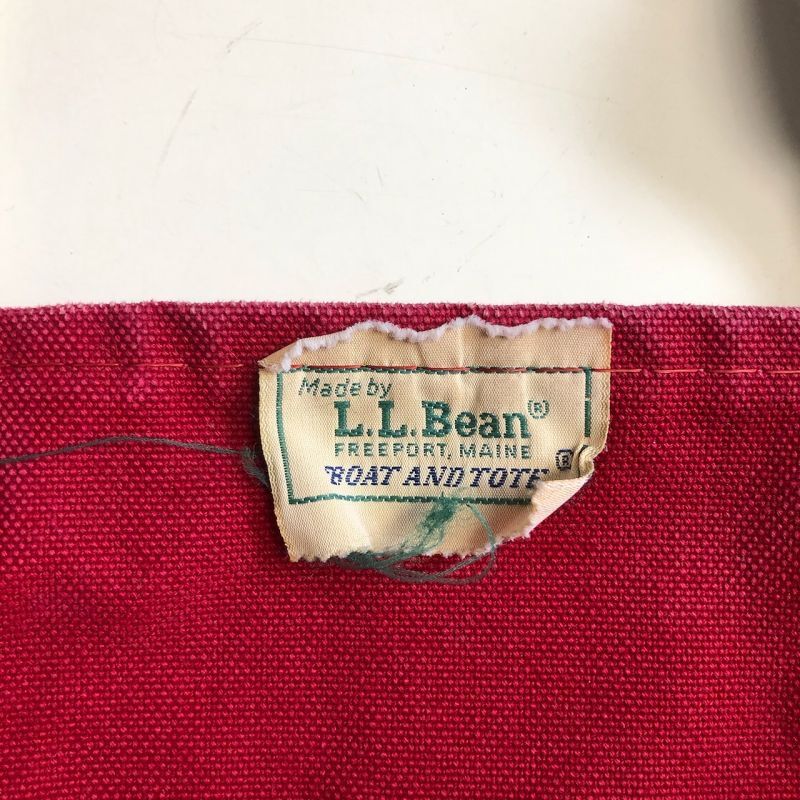 Made by
L.L.Bean®
FREEPORT, MAINE
BOAT AND TOTE®